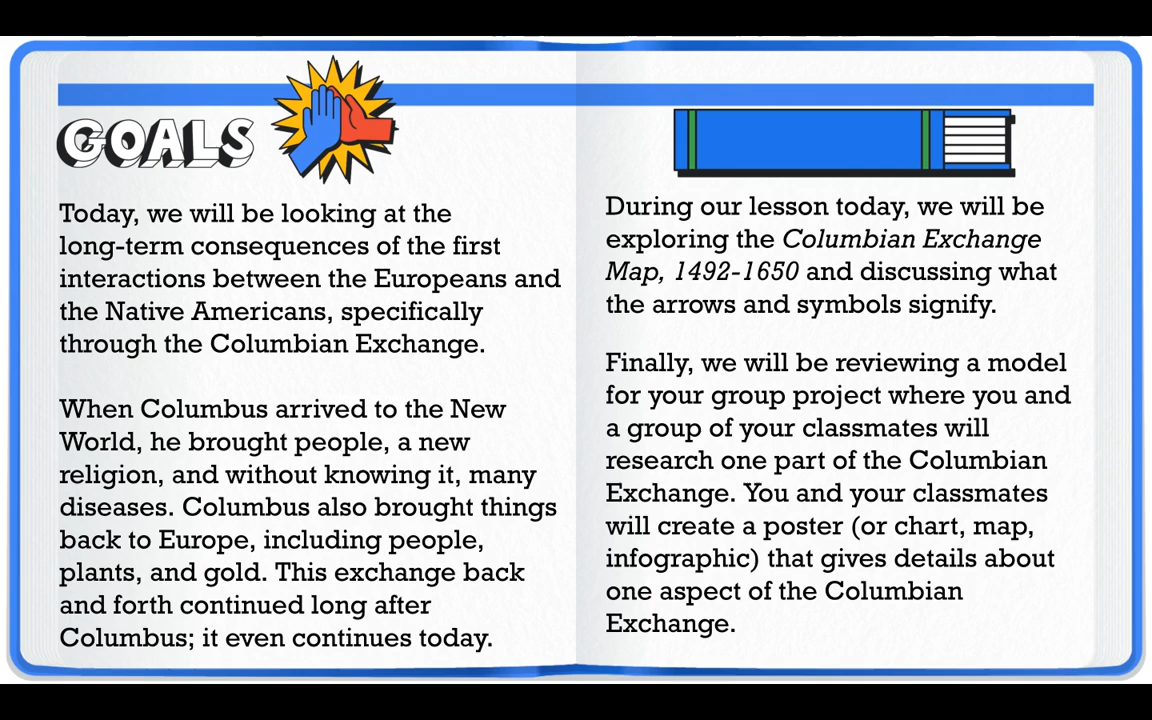 GOALS
Today, we will be looking at the
long-term consequences of the first
interactions between the Europeans and
the Native Americans, specifically
through the Columbian Exchange.
When Columbus arrived to the New
World, he brought people, a new
religion, and without knowing it, many
diseases. Columbus also brought things
back to Europe, including people,
plants, and gold. This exchange back
and forth continued long after
Columbus; it even continues today.
During our lesson today, we will be
exploring the Columbian Exchange
Map, 1492-1650 and discussing what
the arrows and symbols signify.
Finally, we will be reviewing a model
for your group project where you and
a group of your classmates will
research one part of the Columbian
Exchange. You and your classmates
will create a poster (or chart, map,
infographic) that gives details about
one aspect of the Columbian
Exchange.